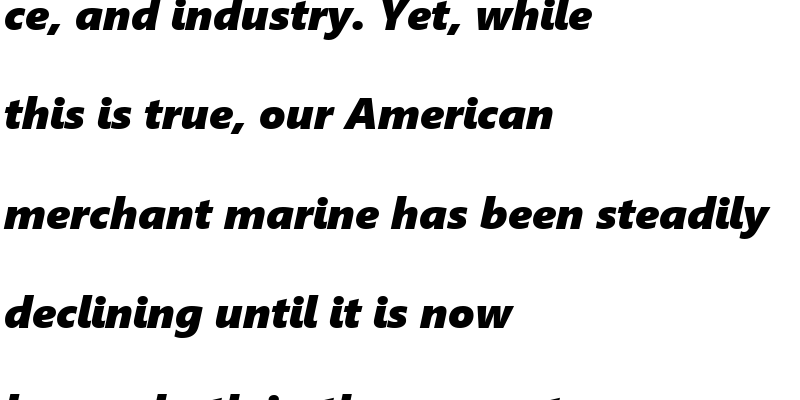 ce, and industry. Yet, while
this is true, our American
merchant marine has been steadily
declining until it is now